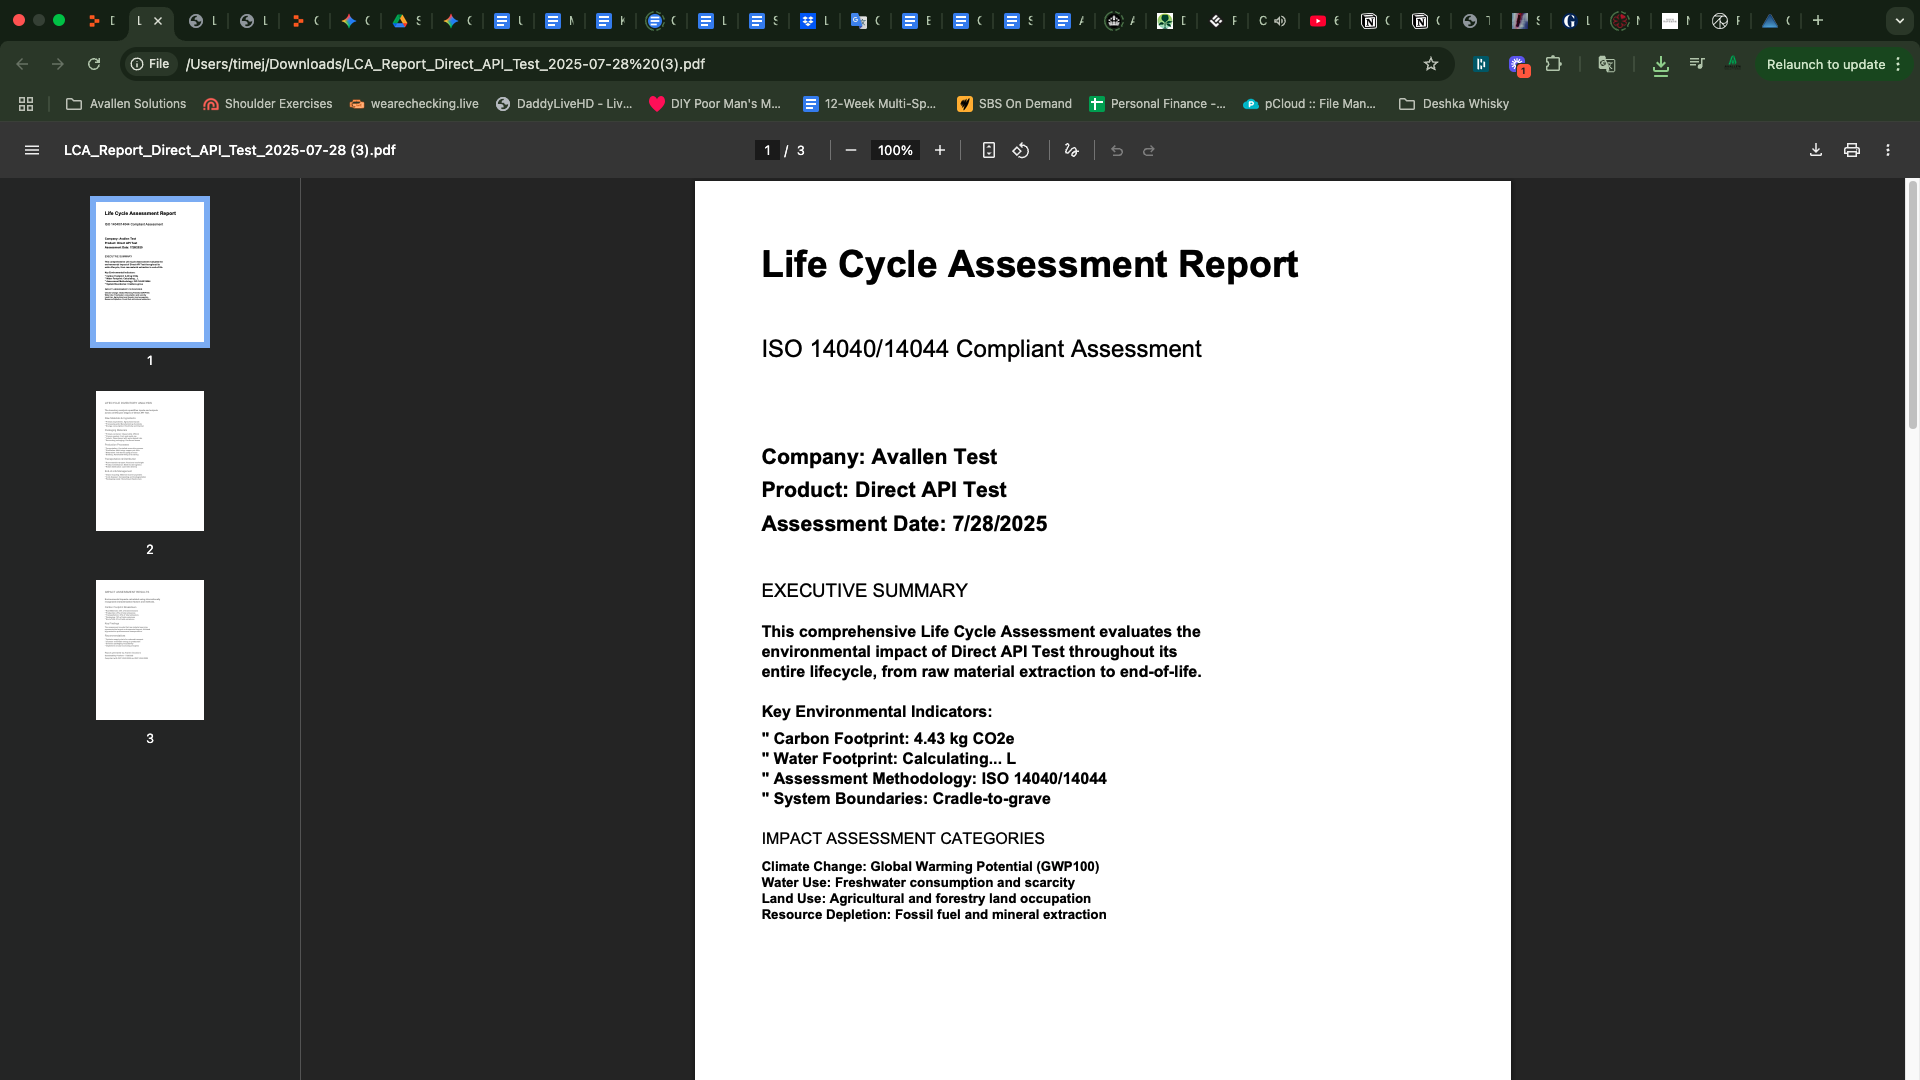 File
/Users/timej/Downloads/LCA_Report_Direct_API_Test_2025-07-28%20(3).pdf
1
Relaunch to update
Avallen Solutions
Shoulder Exercises
wearechecking.live
DaddyLiveHD - Liv...
DIY Poor Man's M...
12-Week Multi-Sp...
SBS On Demand
Personal Finance -...
pCloud :: File Man...
Deshka Whisky
LCA_Report_Direct_API_Test_2025-07-28 (3).pdf
1 / 3
100%
1
2
3
Life Cycle Assessment Report
ISO 14040/14044 Compliant Assessment
Company: Avallen Test
Product: Direct API Test
Assessment Date: 7/28/2025
EXECUTIVE SUMMARY
This comprehensive Life Cycle Assessment evaluates the
environmental impact of Direct API Test throughout its
entire lifecycle, from raw material extraction to end-of-life.
Key Environmental Indicators:
" Carbon Footprint: 4.43 kg CO2e
" Water Footprint: Calculating... L
" Assessment Methodology: ISO 14040/14044
" System Boundaries: Cradle-to-grave
IMPACT ASSESSMENT CATEGORIES
Climate Change: Global Warming Potential (GWP100)
Water Use: Freshwater consumption and scarcity
Land Use: Agricultural and forestry land occupation
Resource Depletion: Fossil fuel and mineral extraction